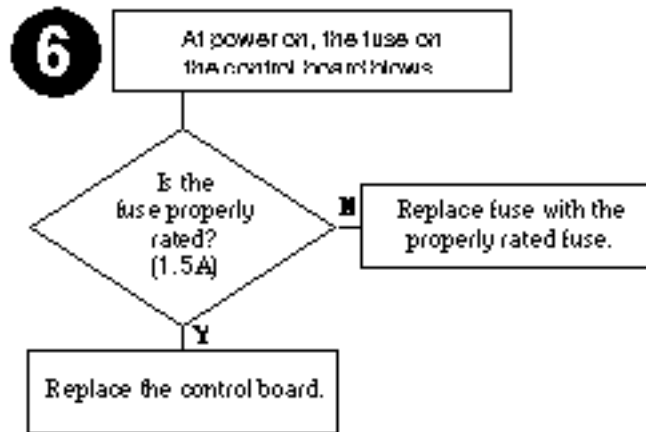 6
At power on, the fuse on
the control board blows
Is the
fuse properly
rated?
(1.5A)
N
Replace fuse with the
properly rated fuse.
Y
Replace the control board.